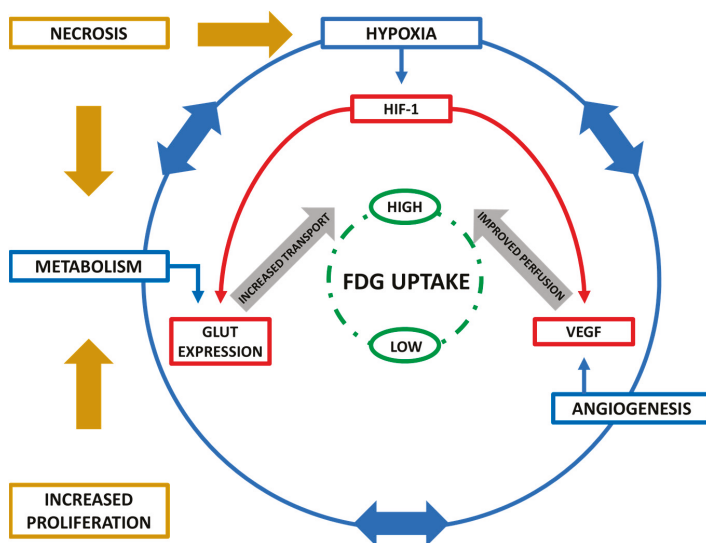 NECROSIS
HYPOXIA
HIF-1
HIGH
INCREASED TRANSPORT
IMPROVED PERFUSION
METABOLISM
FDG UPTAKE
GLUT
EXPRESSION
VEGF
LOW
ANGIOGENESIS
INCREASED
PROLIFERATION